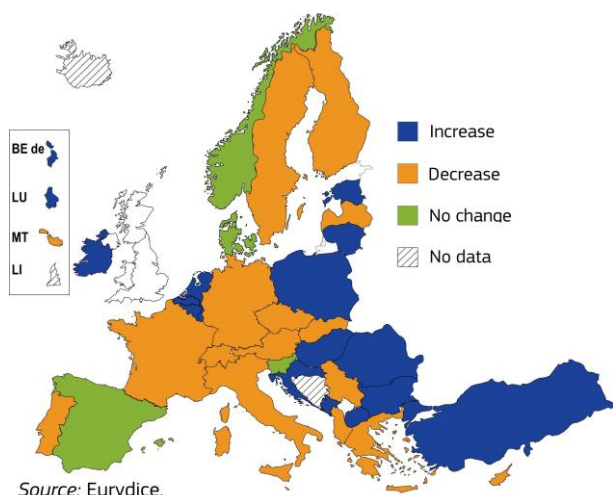 BE de
LU
MT
LI
Increase
Decrease
No change
No data
Source: Eurydice.